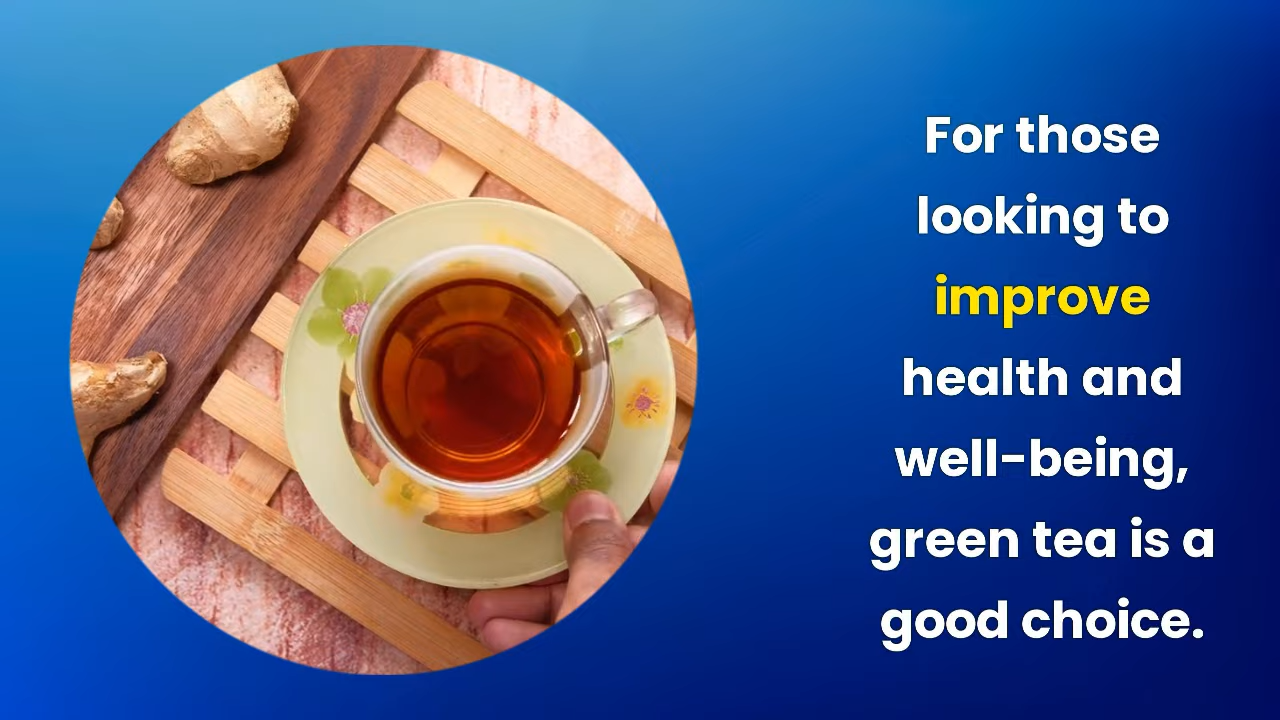 For those
looking to
improve
health and
well-being,
green tea is a
good choice.